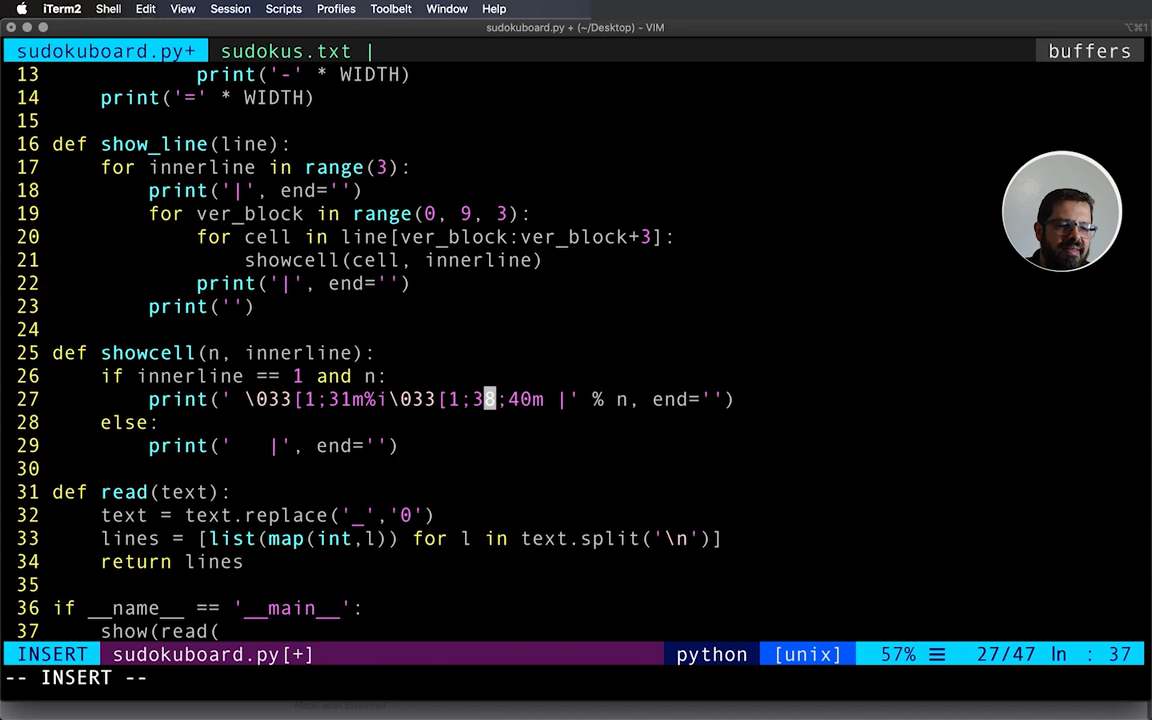 iTerm2 Shell Edit View Session Scripts Profiles Toolbelt Window Help
sudokuboard.py + (~/Desktop) - VIM ⌥⌘1
sudokuboard.py+ sudokus.txt | buffers
13             print('-' * WIDTH)
14     print('=' * WIDTH)
15
16 def show_line(line):
17     for innerline in range(3):
18         print('|', end='')
19         for ver_block in range(0, 9, 3):
20             for cell in line[ver_block:ver_block+3]:
21                 showcell(cell, innerline)
22             print('|', end='')
23         print('')
24
25 def showcell(n, innerline):
26     if innerline == 1 and n:
27         print(' \033[1;31m%i\033[1;38;40m |' % n, end='')
28     else:
29         print('   |', end='')
30
31 def read(text):
32     text = text.replace('_','0')
33     lines = [list(map(int,l)) for l in text.split('\n')]
34     return lines
35
36 if __name__ == '__main__':
37     show(read(
INSERT sudokuboard.py[+] python [unix] 57% ☰ 27/47 ln : 37
-- INSERT --